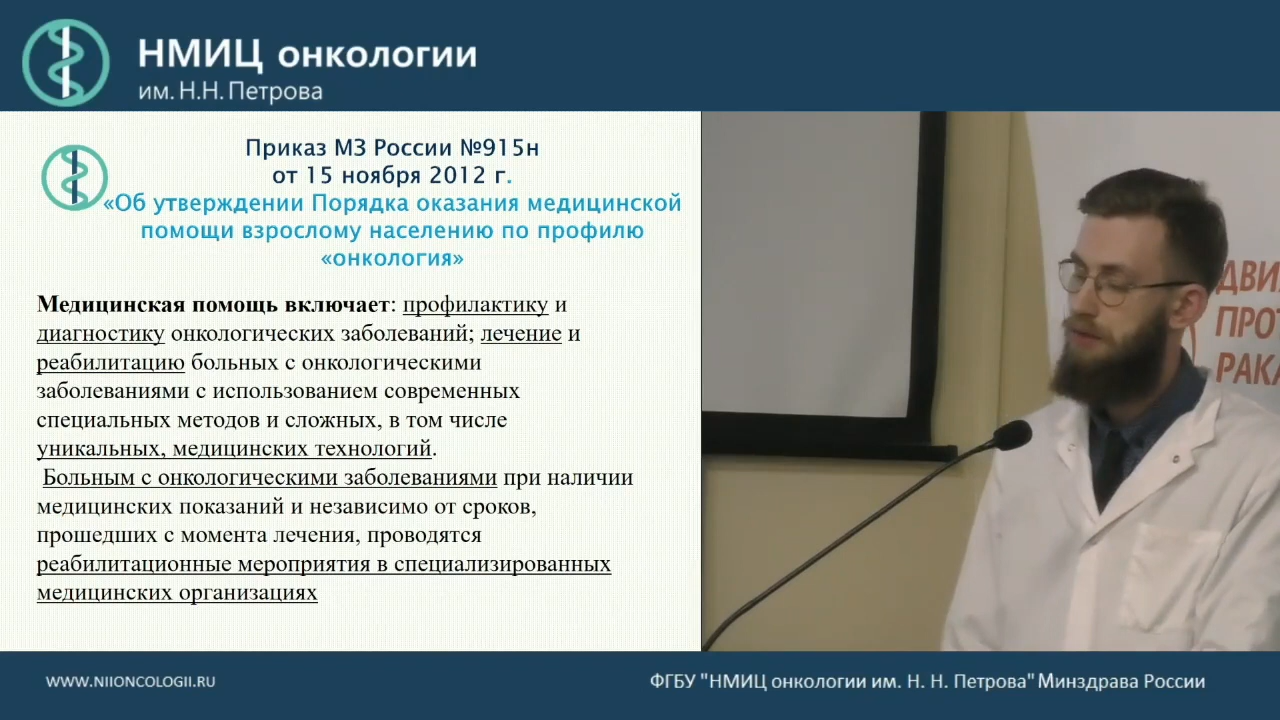 НМИЦ онкологии
им. Н.Н. Петрова
Приказ МЗ России №915н
от 15 ноября 2012 г.
«Об утверждении Порядка оказания медицинской
помощи взрослому населению по профилю
«онкология»
Медицинская помощь включает: профилактику и
диагностику онкологических заболеваний; лечение и
реабилитацию больных с онкологическими
заболеваниями с использованием современных
специальных методов и сложных, в том числе
уникальных, медицинских технологий.
Больным с онкологическими заболеваниями при наличии
медицинских показаний и независимо от сроков,
прошедших с момента лечения, проводятся
реабилитационные мероприятия в специализированных
медицинских организациях
РАКА
WWW.NIIONCOLOGII.RU
ФГБУ "НМИЦ онкологии им. Н. Н. Петрова" Минздрава России